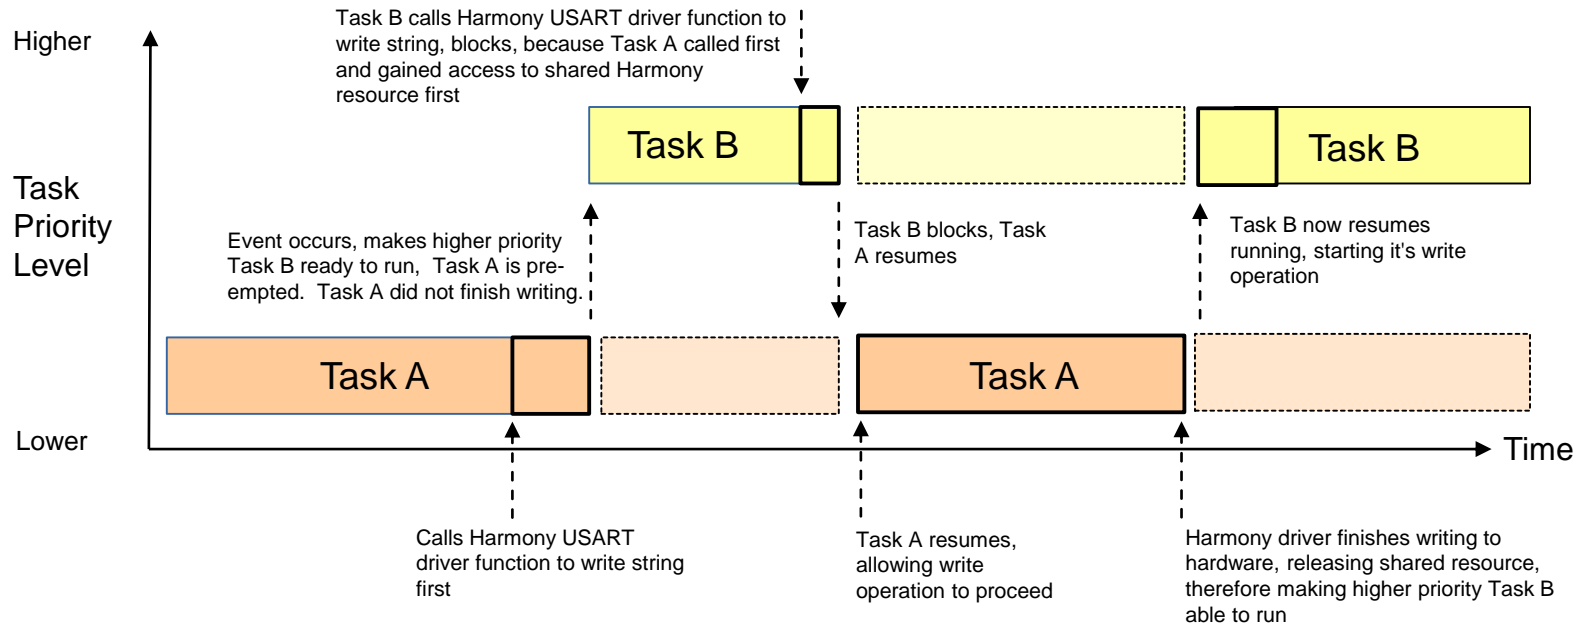 Task B calls Harmony USART driver function to
write string, blocks, because Task A called first
and gained access to shared Harmony
resource first
Higher
Task B
Task B
Task
Priority
Level
Event occurs, makes higher priority
Task B ready to run,  Task A is pre-
empted.  Task A did not finish writing.
Task B blocks, Task
A resumes
Task B now resumes
running, starting it's write
operation
Task A
Task A
Lower
Time
Calls Harmony USART
driver function to write string
first
Task A resumes,
allowing write
operation to proceed
Harmony driver finishes writing to
hardware, releasing shared resource,
therefore making higher priority Task B
able to run